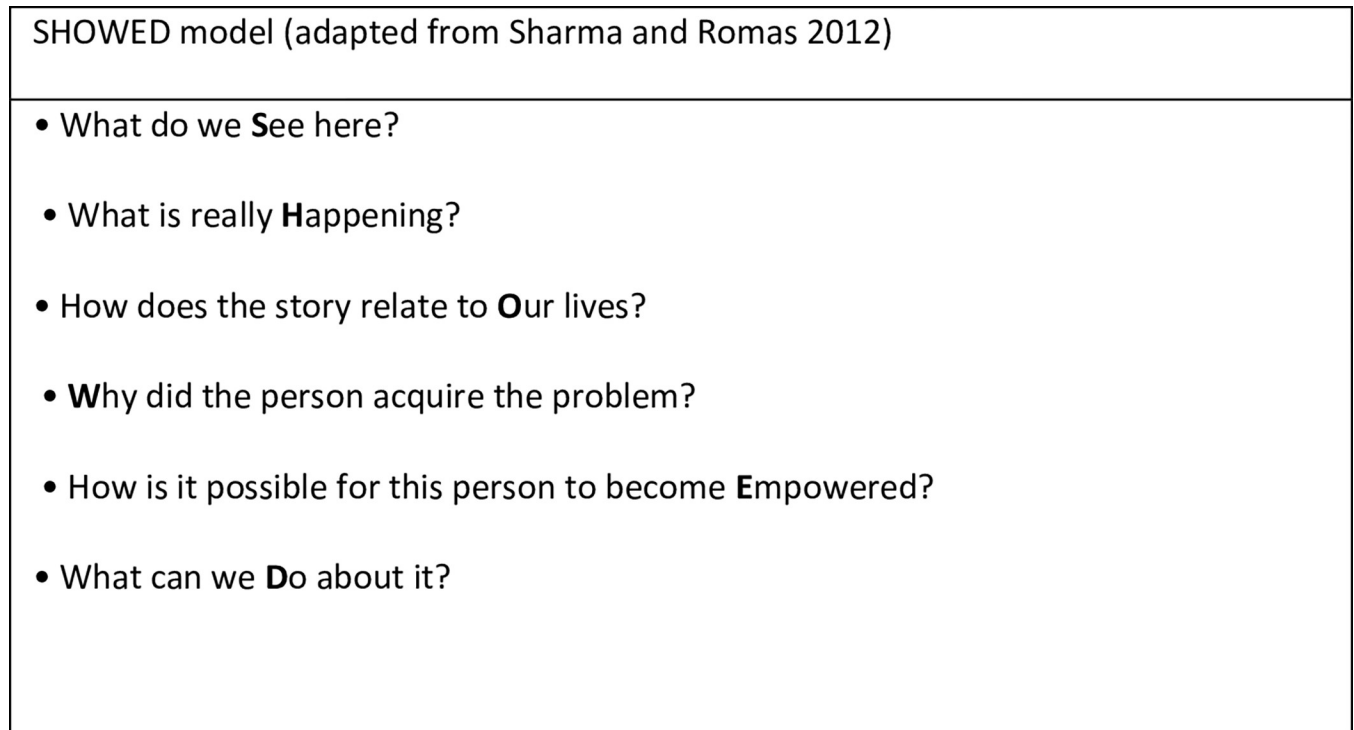 SHOWED model (adapted from Sharma and Romas 2012)
• What do we See here?
• What is really Happening?
• How does the story relate to Our lives?
• Why did the person acquire the problem?
• How is it possible for this person to become Empowered?
• What can we Do about it?